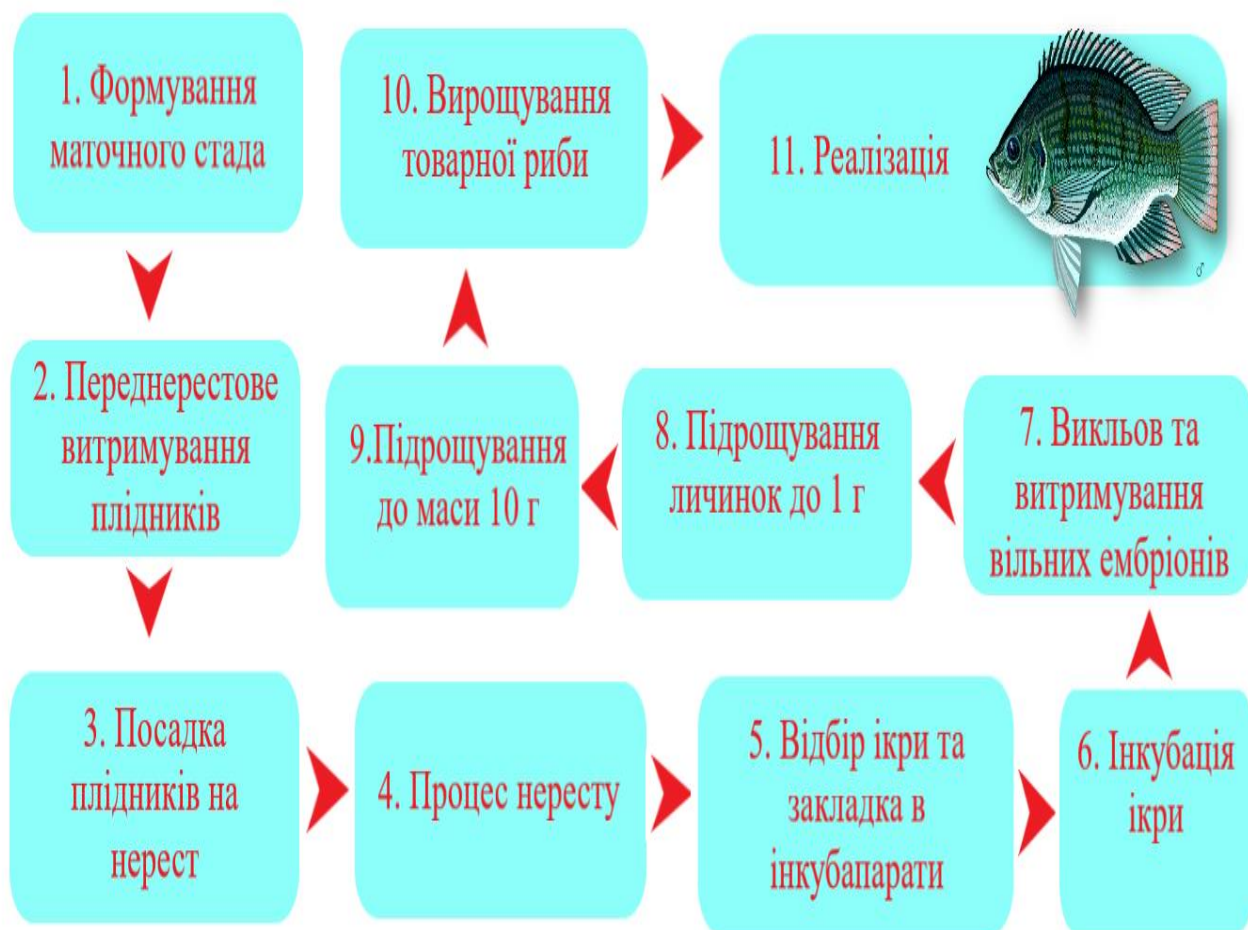 1. Формування
маточного стада
2. Переднерестове
витримування
плідників
3. Посадка
плідників на
нерест
4. Процес нересту
5. Відбір ікри та
закладка в
інкубапарати
6. Інкубація
ікри
7. Викльов та
витримування
вільних ембріонів
8. Підрощування
личинок до 1 г
9.Підрощування
до маси 10 г
10. Вирощування
товарної риби
11. Реалізація
♂